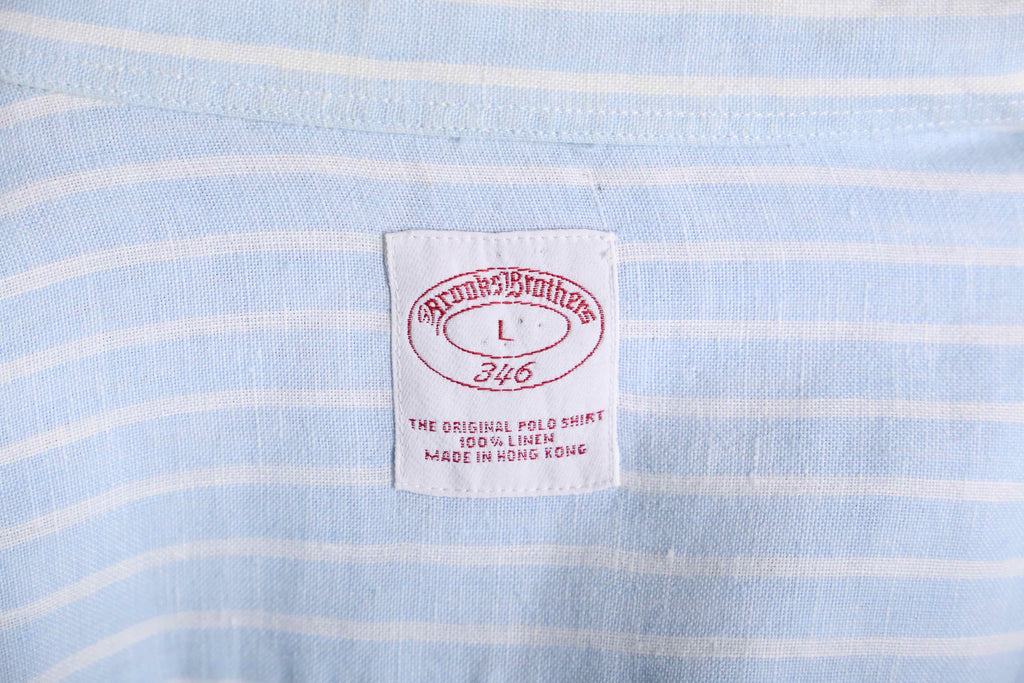 Brooks Brothers
L
346
THE ORIGINAL POLO SHIRT
100% LINEN
MADE IN HONG KONG